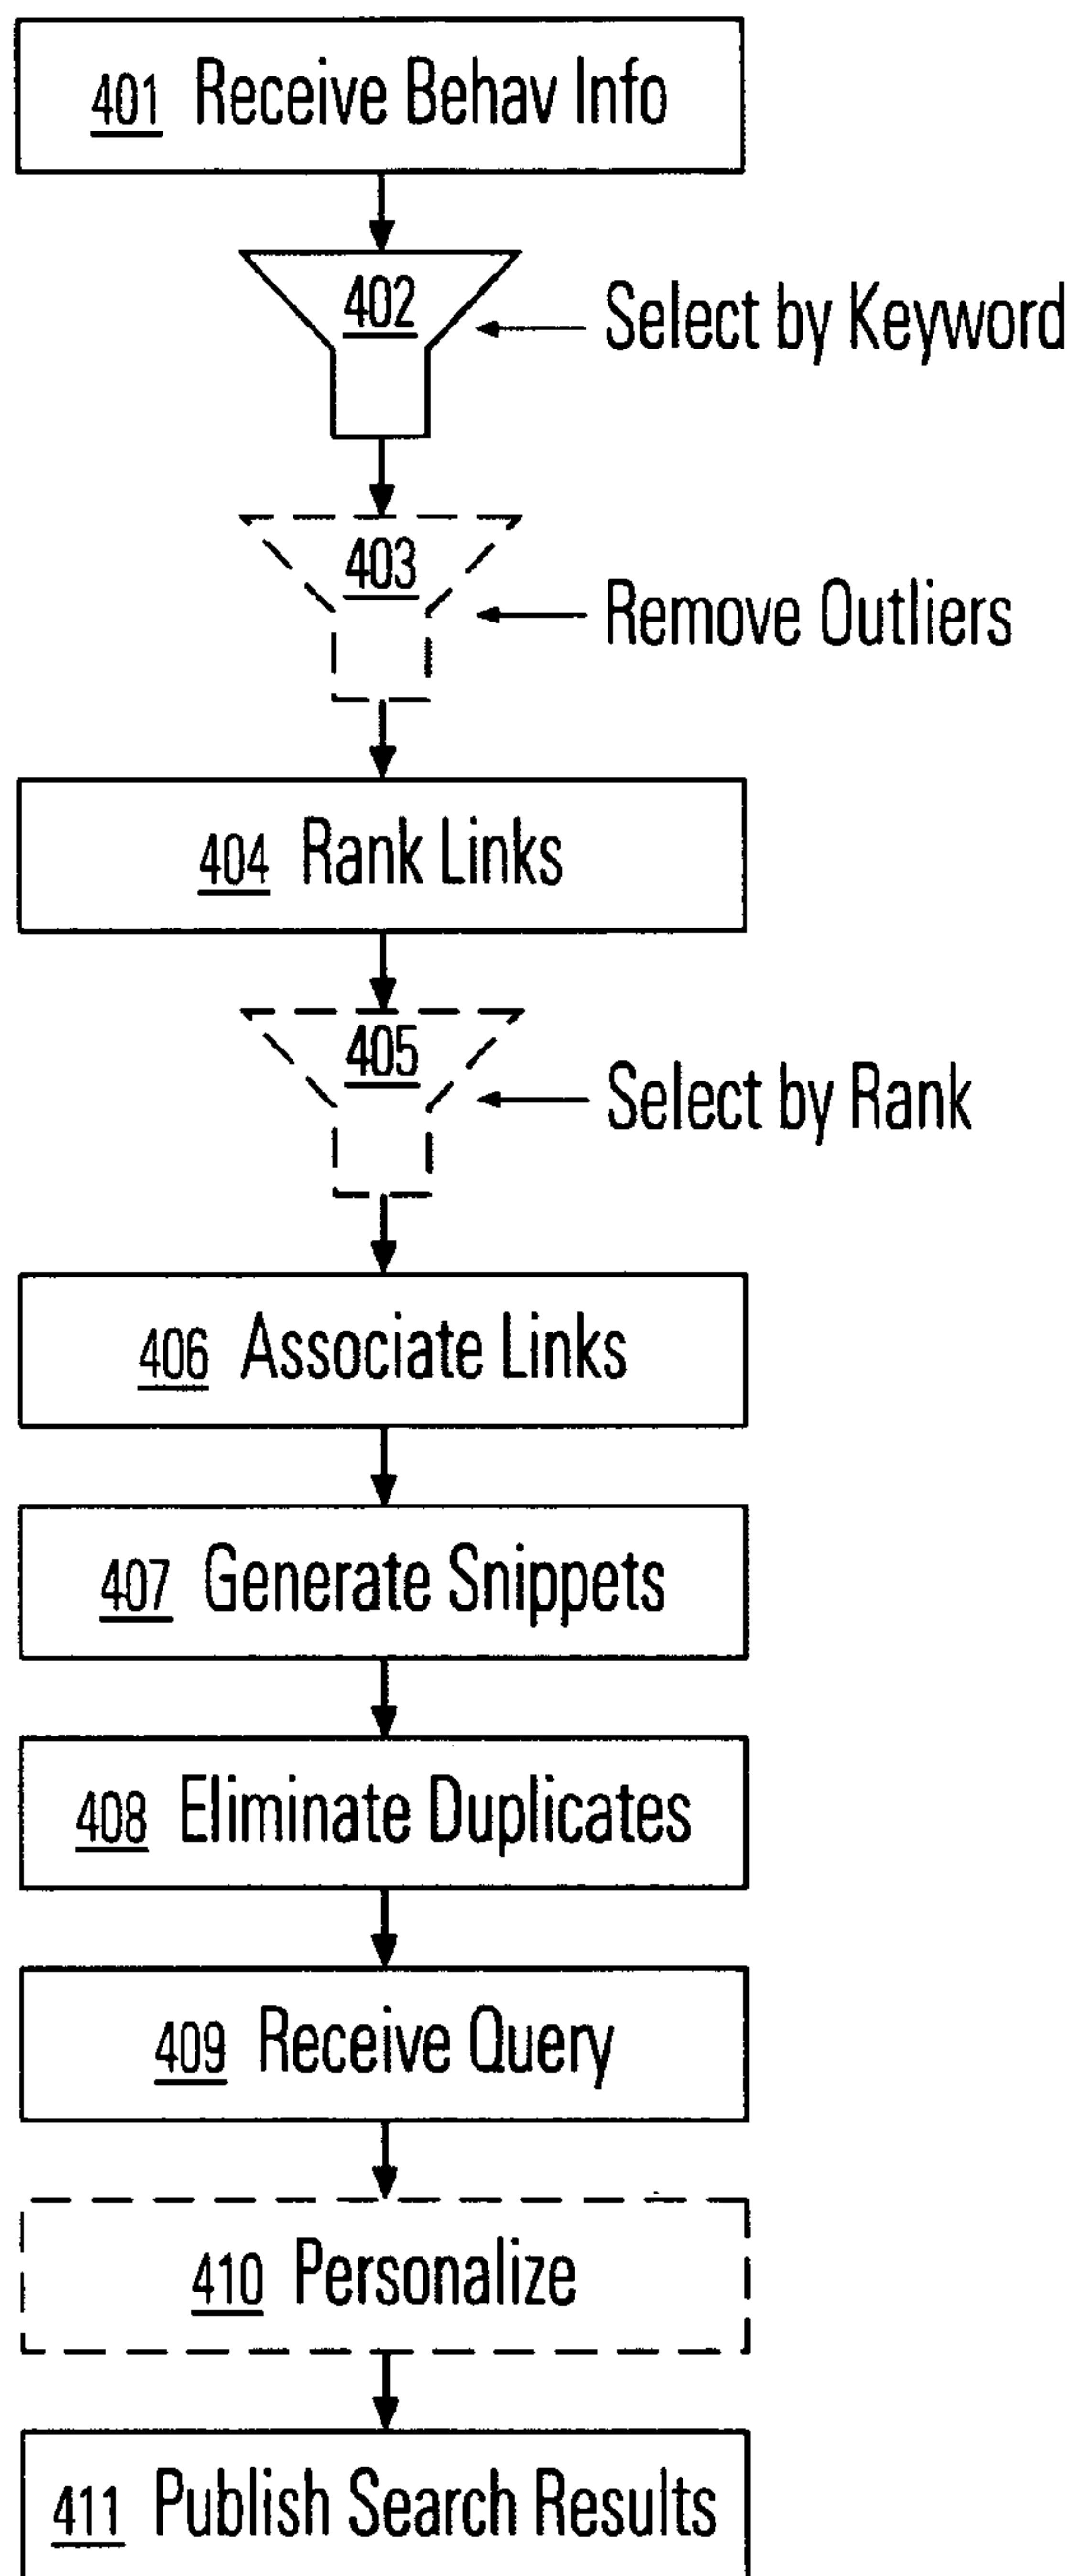 401 Receive Behav Info
402
Select by Keyword
403
Remove Outliers
404 Rank Links
405
Select by Rank
406 Associate Links
407 Generate Snippets
408 Eliminate Duplicates
409 Receive Query
410 Personalize
411 Publish Search Results